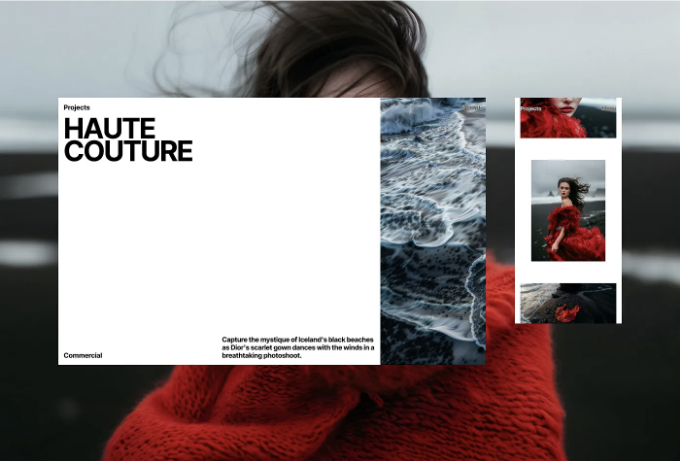 Projects
HAUTE
COUTURE
Capture the mystique of Iceland's black beaches
as Dior's scarlet gown dances with the winds in a
breathtaking photoshoot.
Commercial
Projects